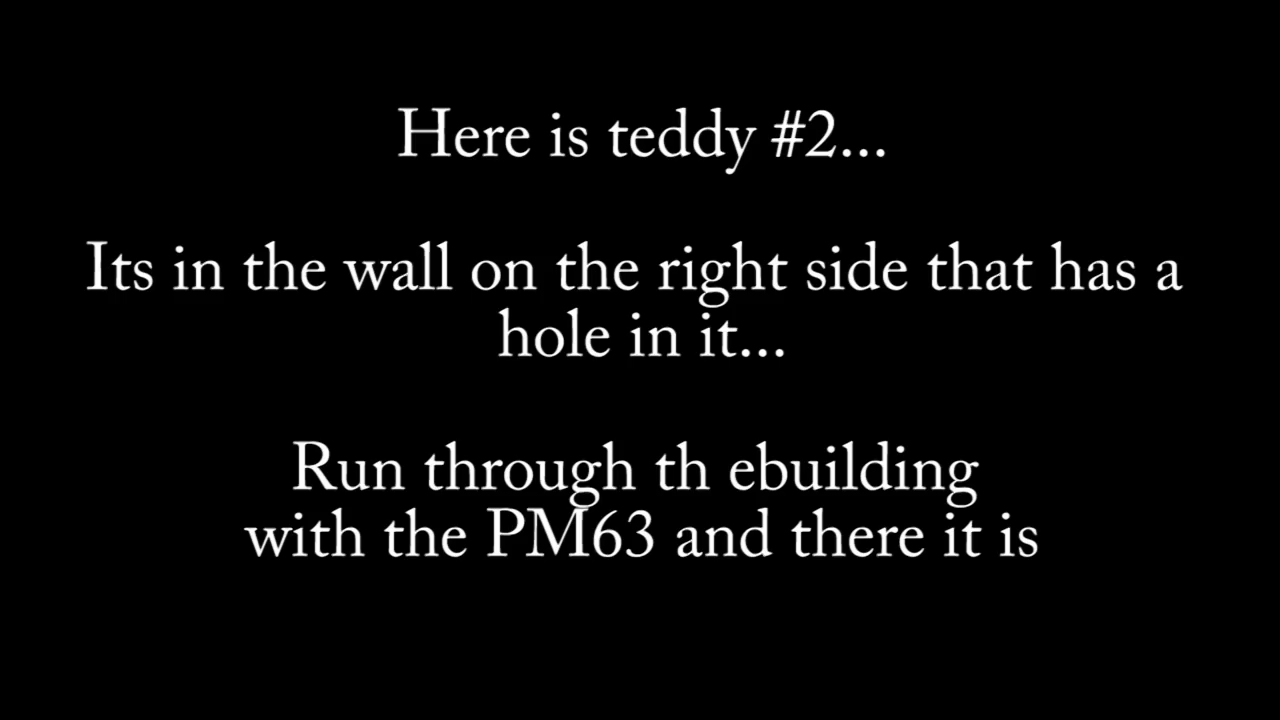 Here is teddy #2...
Its in the wall on the right side that has a
hole in it...
Run through th ebuilding
with the PM63 and there it is